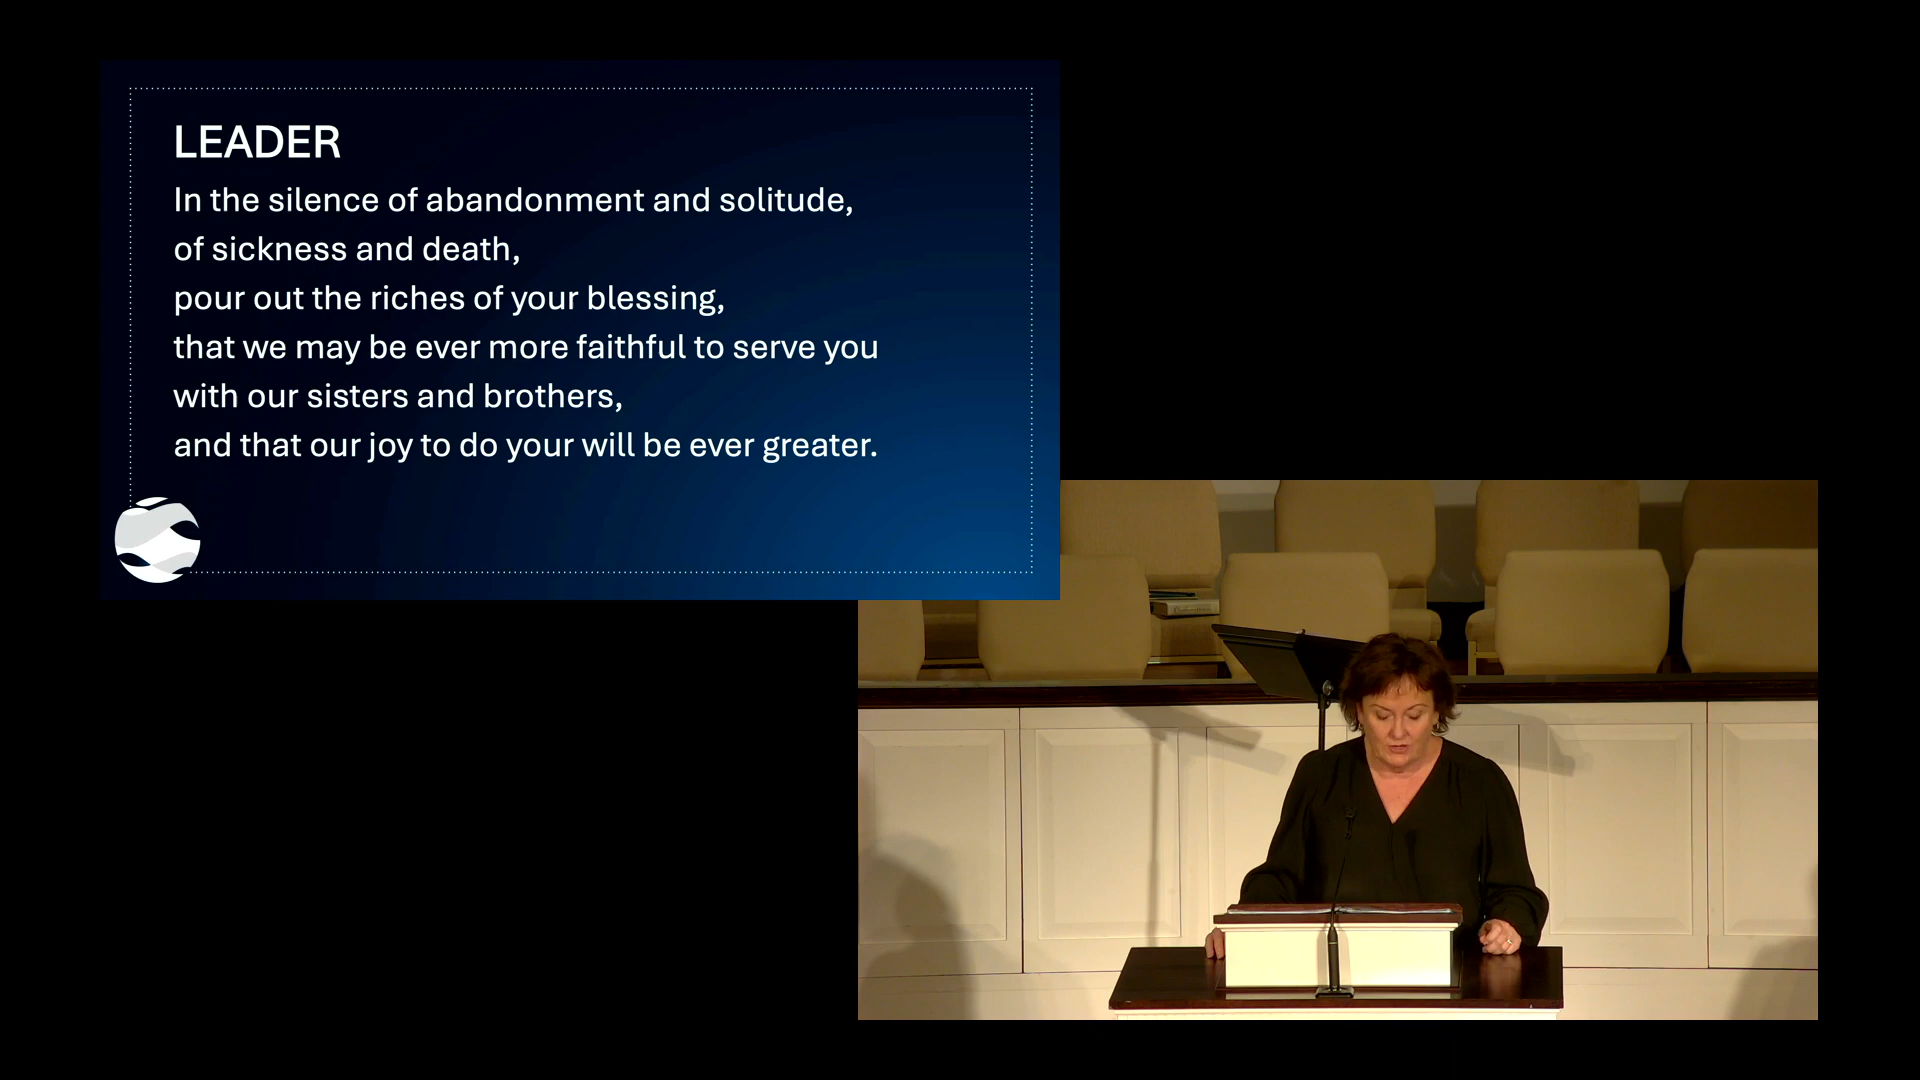 LEADER
In the silence of abandonment and solitude,
of sickness and death,
pour out the riches of your blessing,
that we may be ever more faithful to serve you
with our sisters and brothers,
and that our joy to do your will be ever greater.